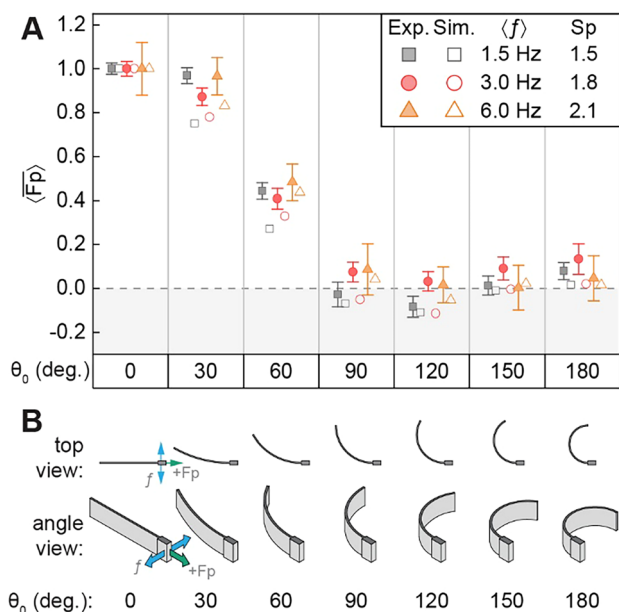 A
Exp. Sim. ⟨f⟩ Sp
1.5 Hz 1.5
3.0 Hz 1.8
6.0 Hz 2.1
1.2
1.0
0.8
0.6
0.4
0.2
0.0
-0.2
⟨Fp⟩
θ0 (deg.): 0 30 60 90 120 150 180
B
top
view:
f +Fp
angle
view:
f +Fp
θ0 (deg.): 0 30 60 90 120 150 180